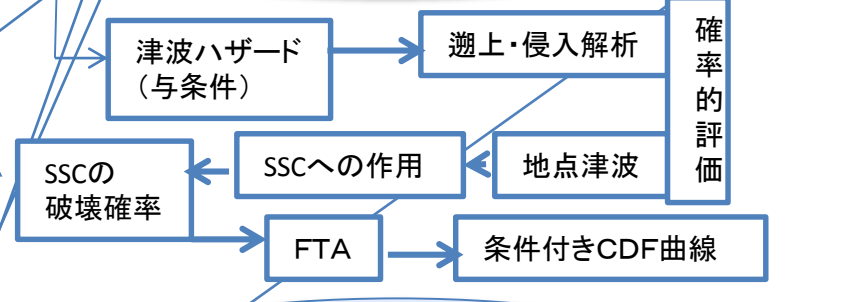 津波ハザード
（与条件）
遡上・侵入解析
確率的評価
SSCの
破壊確率
SSCへの作用
地点津波
ＦＴＡ
条件付きＣＤＦ曲線